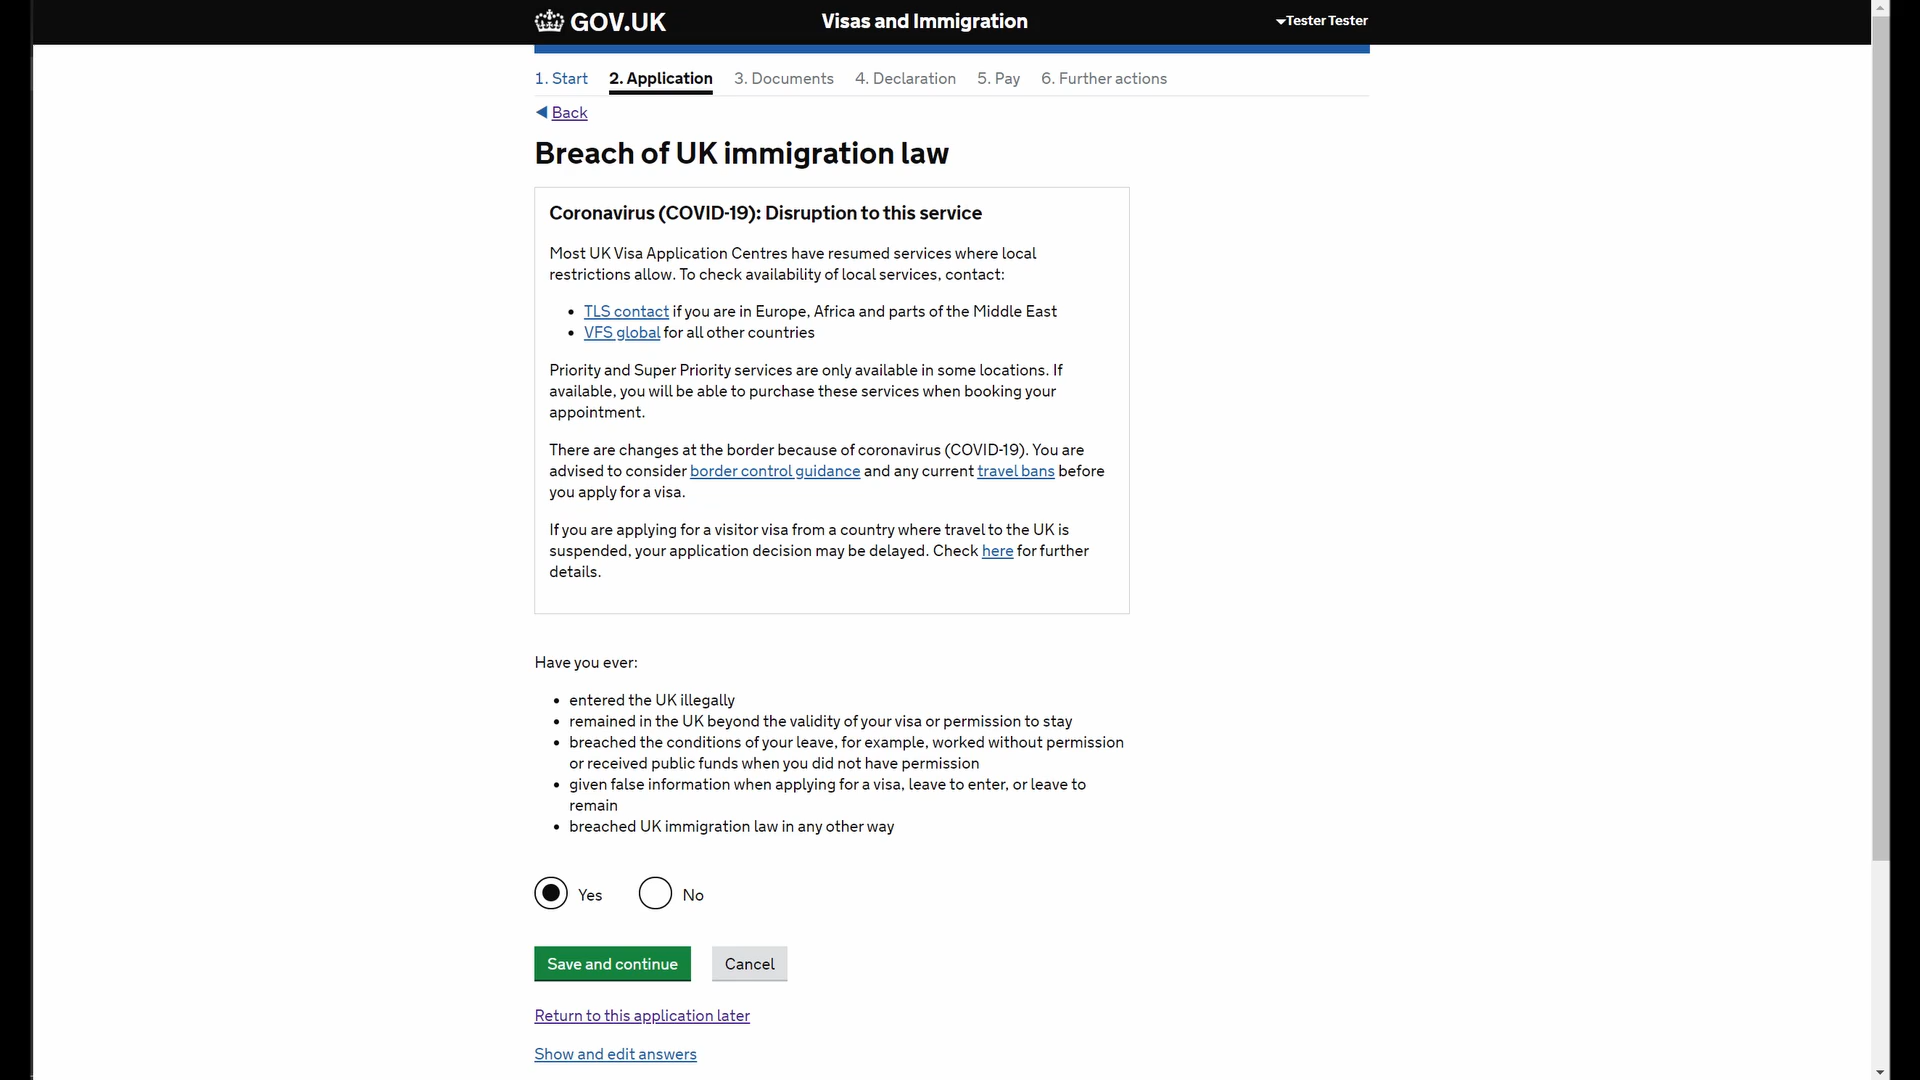 GOV.UK Visas and Immigration Tester Tester
1. Start 2. Application 3. Documents 4. Declaration 5. Pay 6. Further actions
Back
Breach of UK immigration law
Coronavirus (COVID-19): Disruption to this service
Most UK Visa Application Centres have resumed services where local
restrictions allow. To check availability of local services, contact:
• TLS contact if you are in Europe, Africa and parts of the Middle East
• VFS global for all other countries
Priority and Super Priority services are only available in some locations. If
available, you will be able to purchase these services when booking your
appointment.
There are changes at the border because of coronavirus (COVID-19). You are
advised to consider border control guidance and any current travel bans before
you apply for a visa.
If you are applying for a visitor visa from a country where travel to the UK is
suspended, your application decision may be delayed. Check here for further
details.
Have you ever:
• entered the UK illegally
• remained in the UK beyond the validity of your visa or permission to stay
• breached the conditions of your leave, for example, worked without permission
or received public funds when you did not have permission
• given false information when applying for a visa, leave to enter, or leave to
remain
• breached UK immigration law in any other way
Yes No
Save and continue Cancel
Return to this application later
Show and edit answers